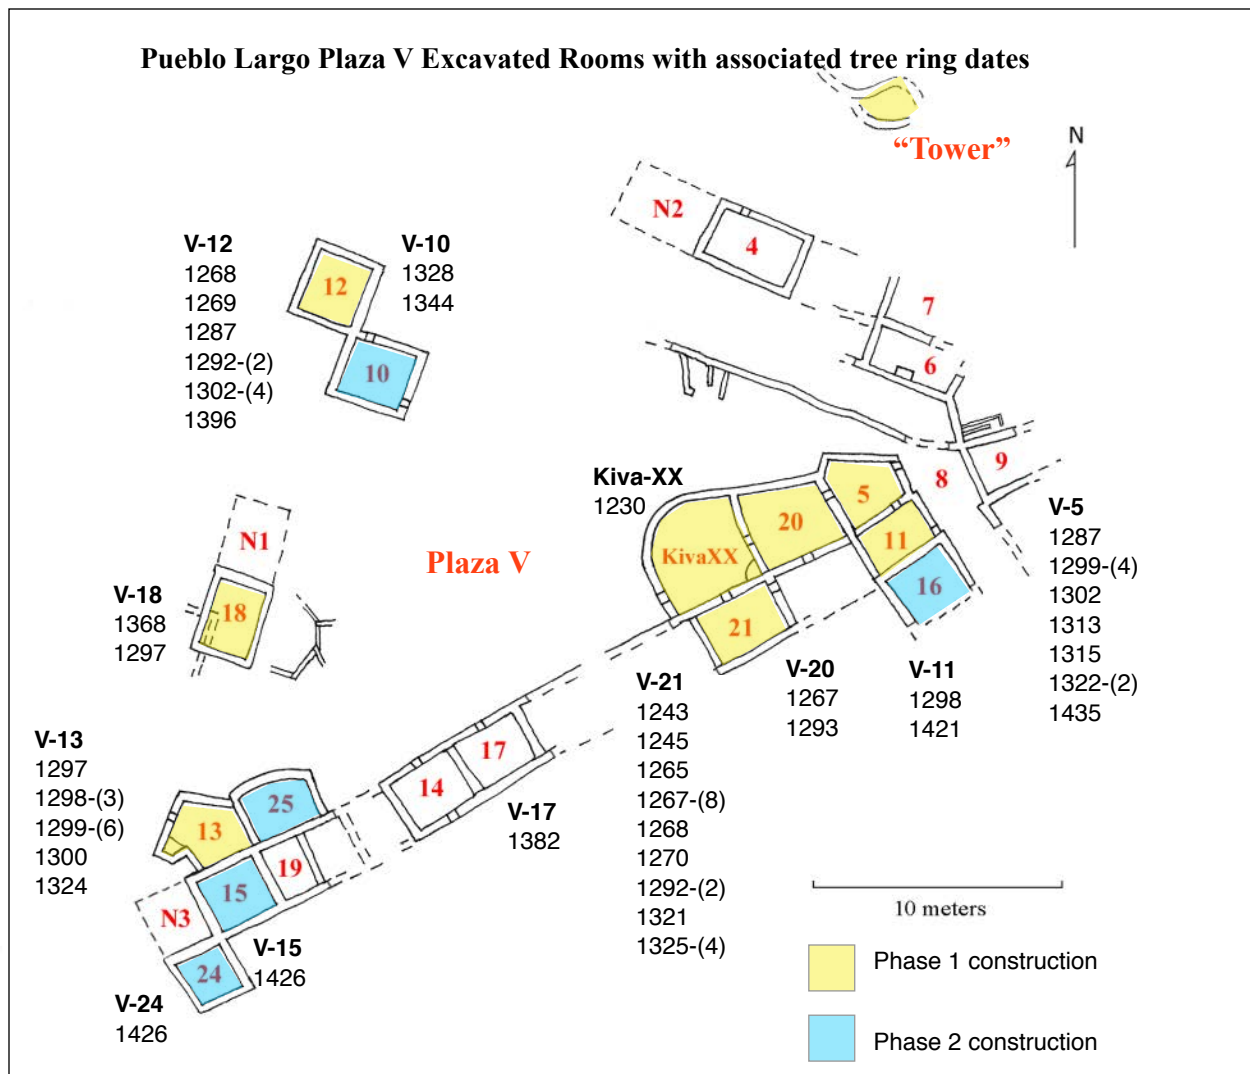 Pueblo Largo Plaza V Excavated Rooms with associated tree ring dates
“Tower”
N
N2
4
7
6
9
8
V-12
1268
1269
1287
1292-(2)
1302-(4)
1396
V-10
1328
1344
12
10
Kiva-XX
1230
5
20
11
KivaXX
16
21
V-5
1287
1299-(4)
1302
1313
1315
1322-(2)
1435
N1
Plaza V
18
V-18
1368
1297
V-21
1243
1245
1265
1267-(8)
1268
1270
1292-(2)
1321
1325-(4)
V-20
1267
1293
V-11
1298
1421
V-13
1297
1298-(3)
1299-(6)
1300
1324
17
14
V-17
1382
25
13
19
15
N3
24
V-15
1426
V-24
1426
10 meters
Phase 1 construction
Phase 2 construction